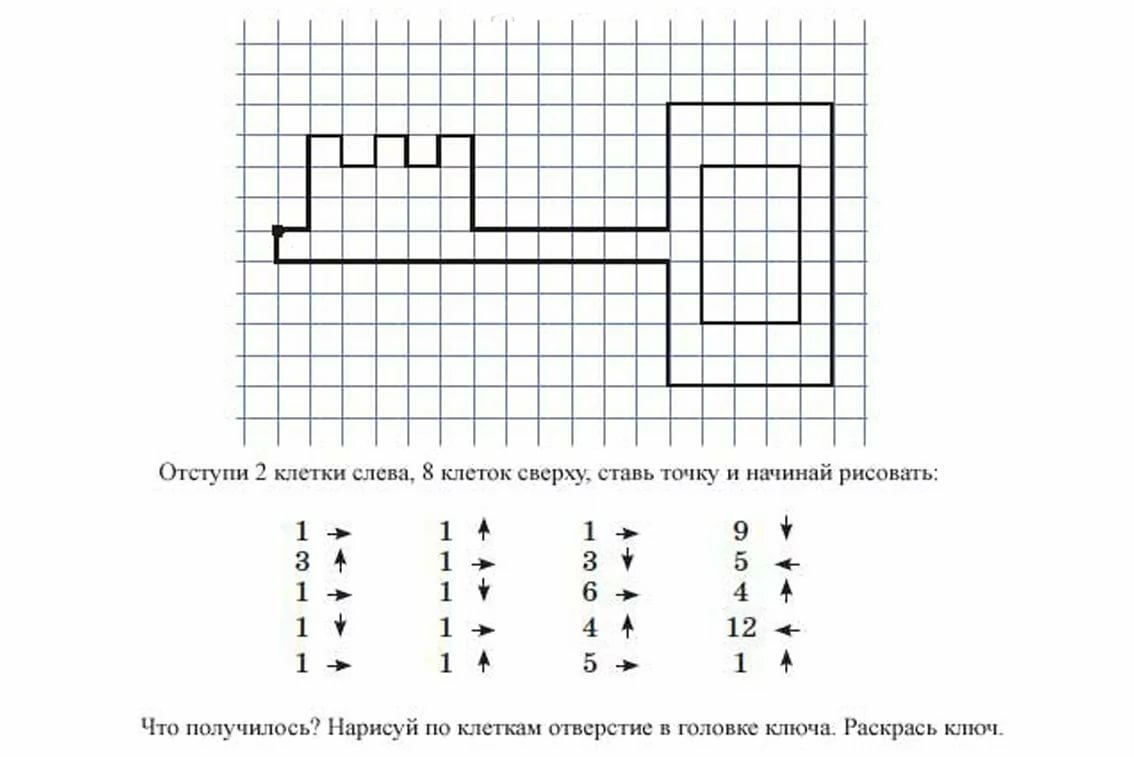 Отступи 2 клетки слева, 8 клеток сверху, ставь точку и начинай рисовать:
1 → 1 ↑ 1 → 9 ↓
3 ↑ 1 → 3 ↓ 5 ←
1 → 1 ↓ 6 → 4 ↑
1 ↓ 1 → 4 ↑ 12 ←
1 → 1 ↑ 5 → 1 ↑
Что получилось? Нарисуй по клеткам отверстие в головке ключа. Раскрась ключ.